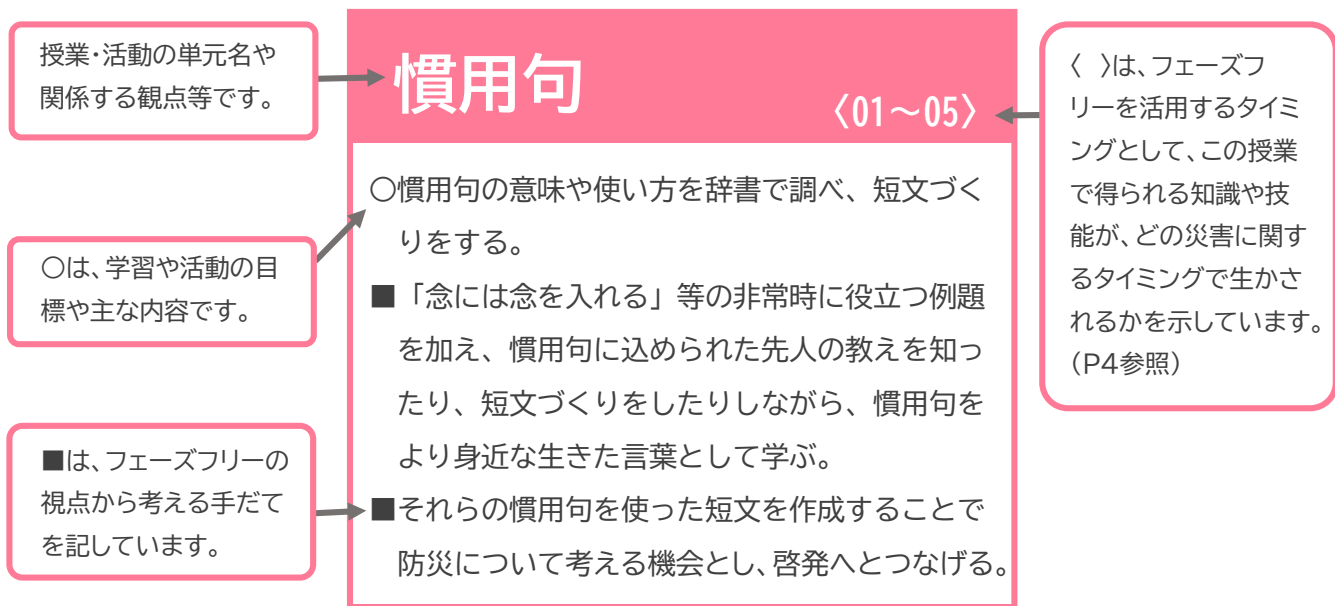 授業・活動の単元名や
関係する観点等です。
○は、学習や活動の目
標や主な内容です。
■は、フェーズフリーの
視点から考える手だて
を記しています。
慣用句
〈01～05〉
○慣用句の意味や使い方を辞書で調べ、短文づく
りをする。
■「念には念を入れる」等の非常時に役立つ例題
を加え、慣用句に込められた先人の教えを知っ
たり、短文づくりをしたりしながら、慣用句を
より身近な生きた言葉として学ぶ。
■それらの慣用句を使った短文を作成することで
防災について考える機会とし、啓発へとつなげる。
〈 〉は、フェーズフ
リーを活用するタイミ
ングとして、この授業
で得られる知識や技
能が、どの災害に関す
るタイミングで生かさ
れるかを示しています。
(P4参照)